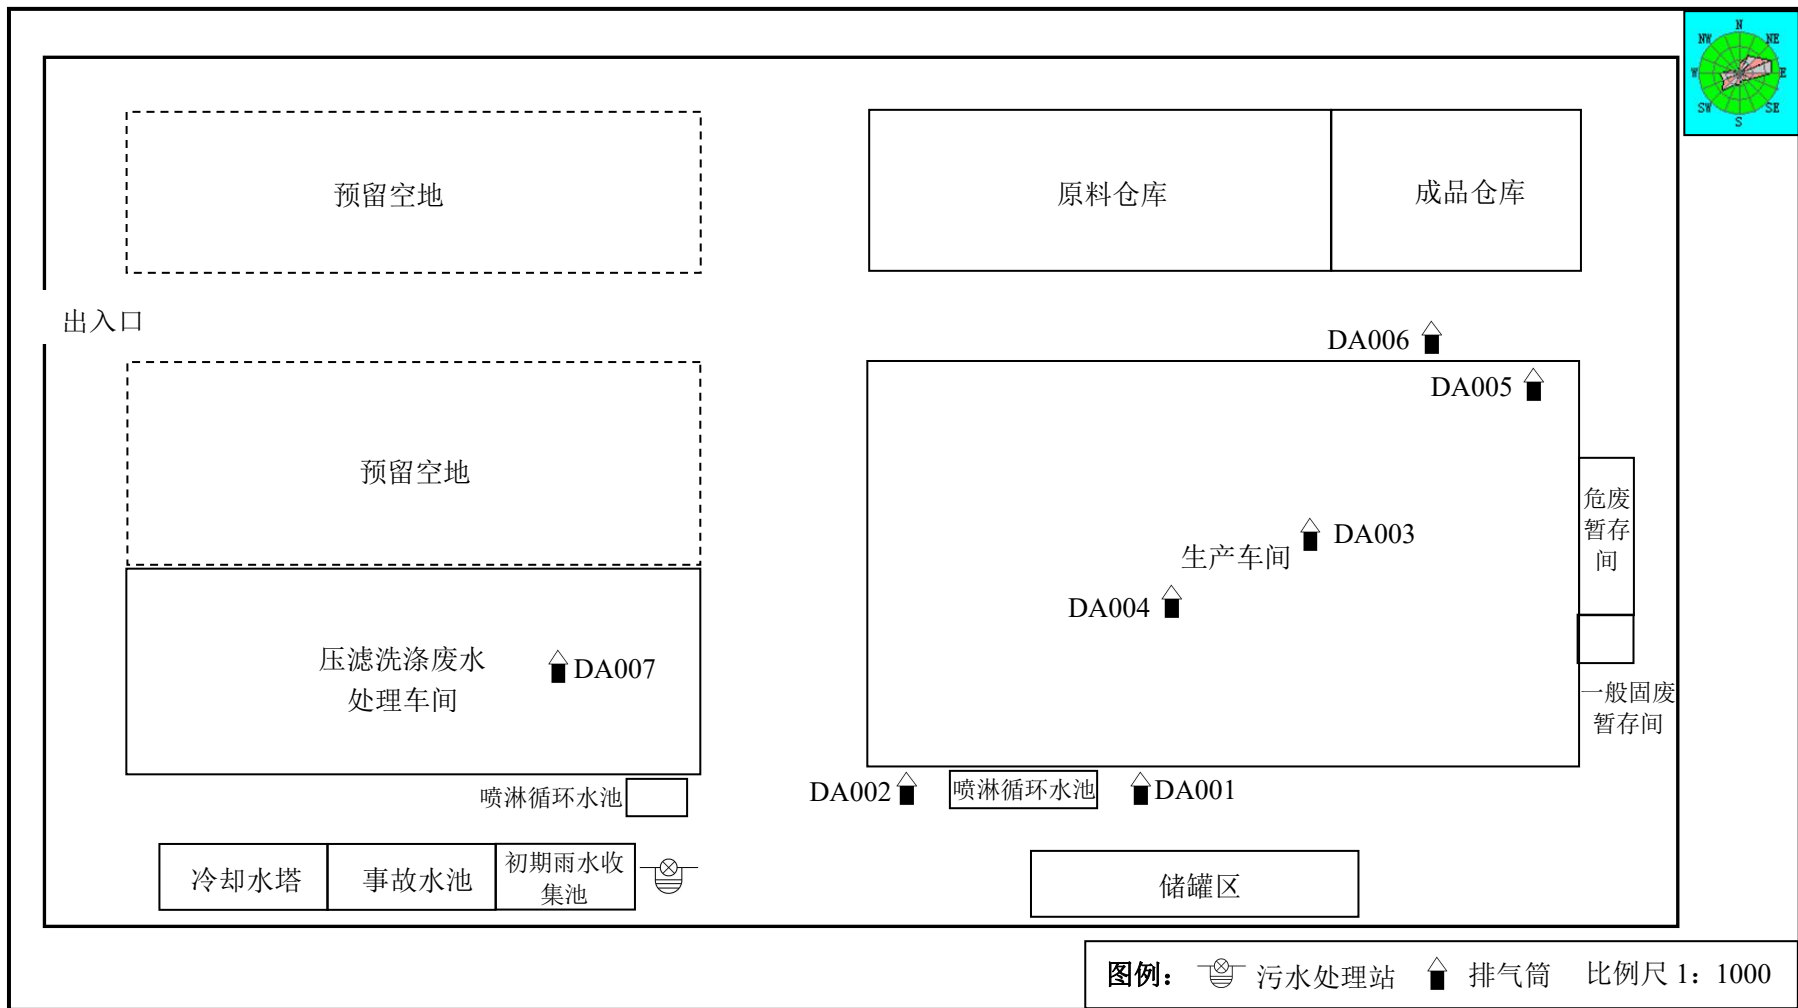 N
NW
NE
W
E
SW
SE
S
预留空地
原料仓库
成品仓库
出入口
DA006
DA005
预留空地
危废
暂存
间
DA003
生产车间
DA004
压滤洗涤废水
处理车间
DA007
一般固废
暂存间
喷淋循环水池
DA002
喷淋循环水池
DA001
冷却水塔
事故水池
初期雨水收
集池
储罐区
图例： 污水处理站 排气筒 比例尺 1：1000